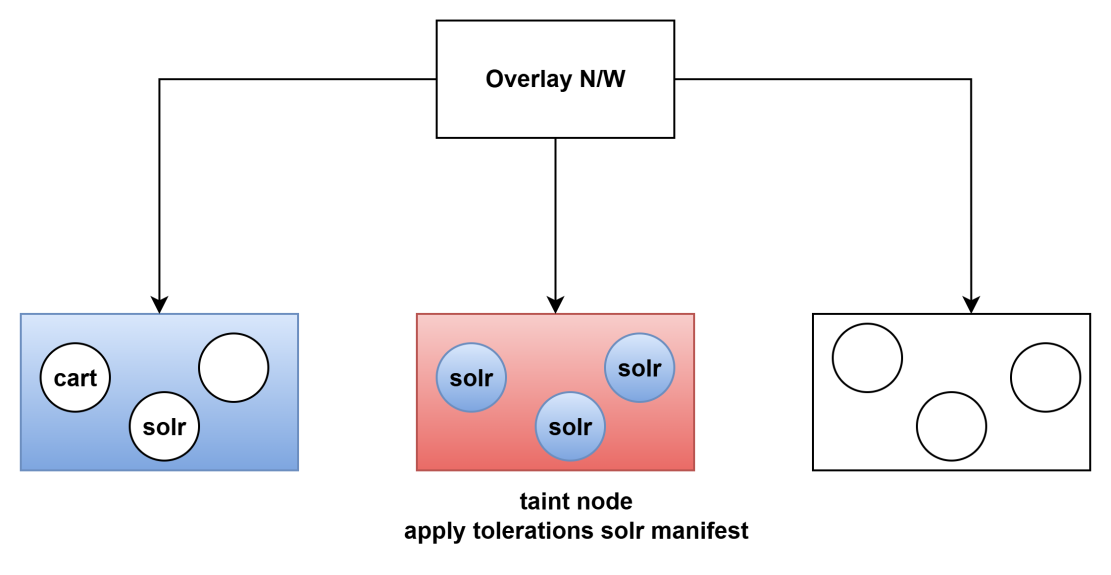 Overlay N/W
cart
solr
solr
solr
solr
taint node
apply tolerations solr manifest